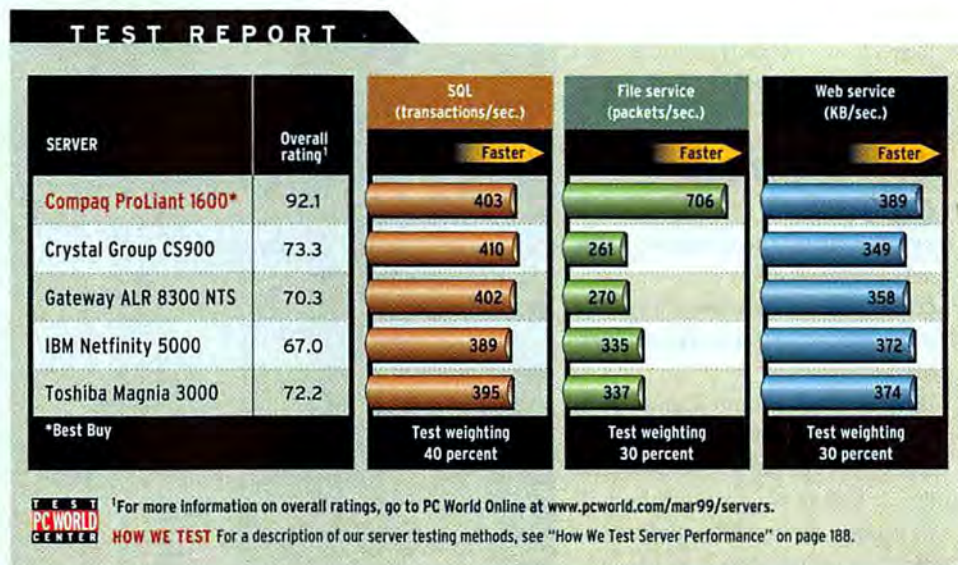 TEST REPORT
SERVER
Overall
rating¹
SQL
(transactions/sec.)
Faster
File service
(packets/sec.)
Faster
Web service
(KB/sec.)
Faster
Compaq ProLiant 1600* 92.1 403 706 389
Crystal Group CS900 73.3 410 261 349
Gateway ALR 8300 NTS 70.3 402 270 358
IBM Netfinity 5000 67.0 389 335 372
Toshiba Magnia 3000 72.2 395 337 374
*Best Buy
Test weighting
40 percent
Test weighting
30 percent
Test weighting
30 percent
TEST
PC WORLD
CENTER
¹For more information on overall ratings, go to PC World Online at www.pcworld.com/mar99/servers.
HOW WE TEST For a description of our server testing methods, see "How We Test Server Performance" on page 188.